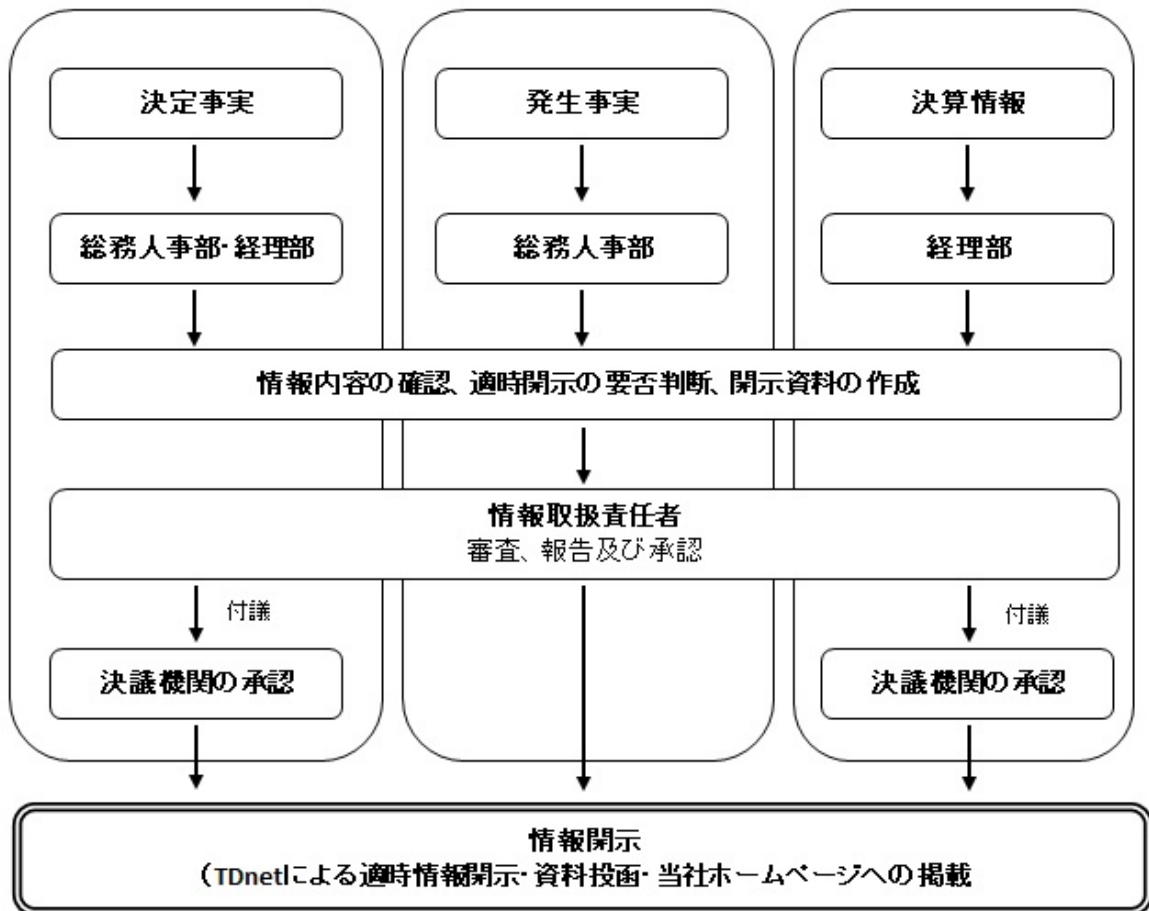 決定事実
発生事実
決算情報
総務人事部・経理部
総務人事部
経理部
情報内容の確認、適時開示の要否判断、開示資料の作成
情報取扱責任者
審査、報告及び承認
付議
付議
決議機関の承認
決議機関の承認
情報開示
（TDnetによる適時情報開示・資料投函・当社ホームページへの掲載